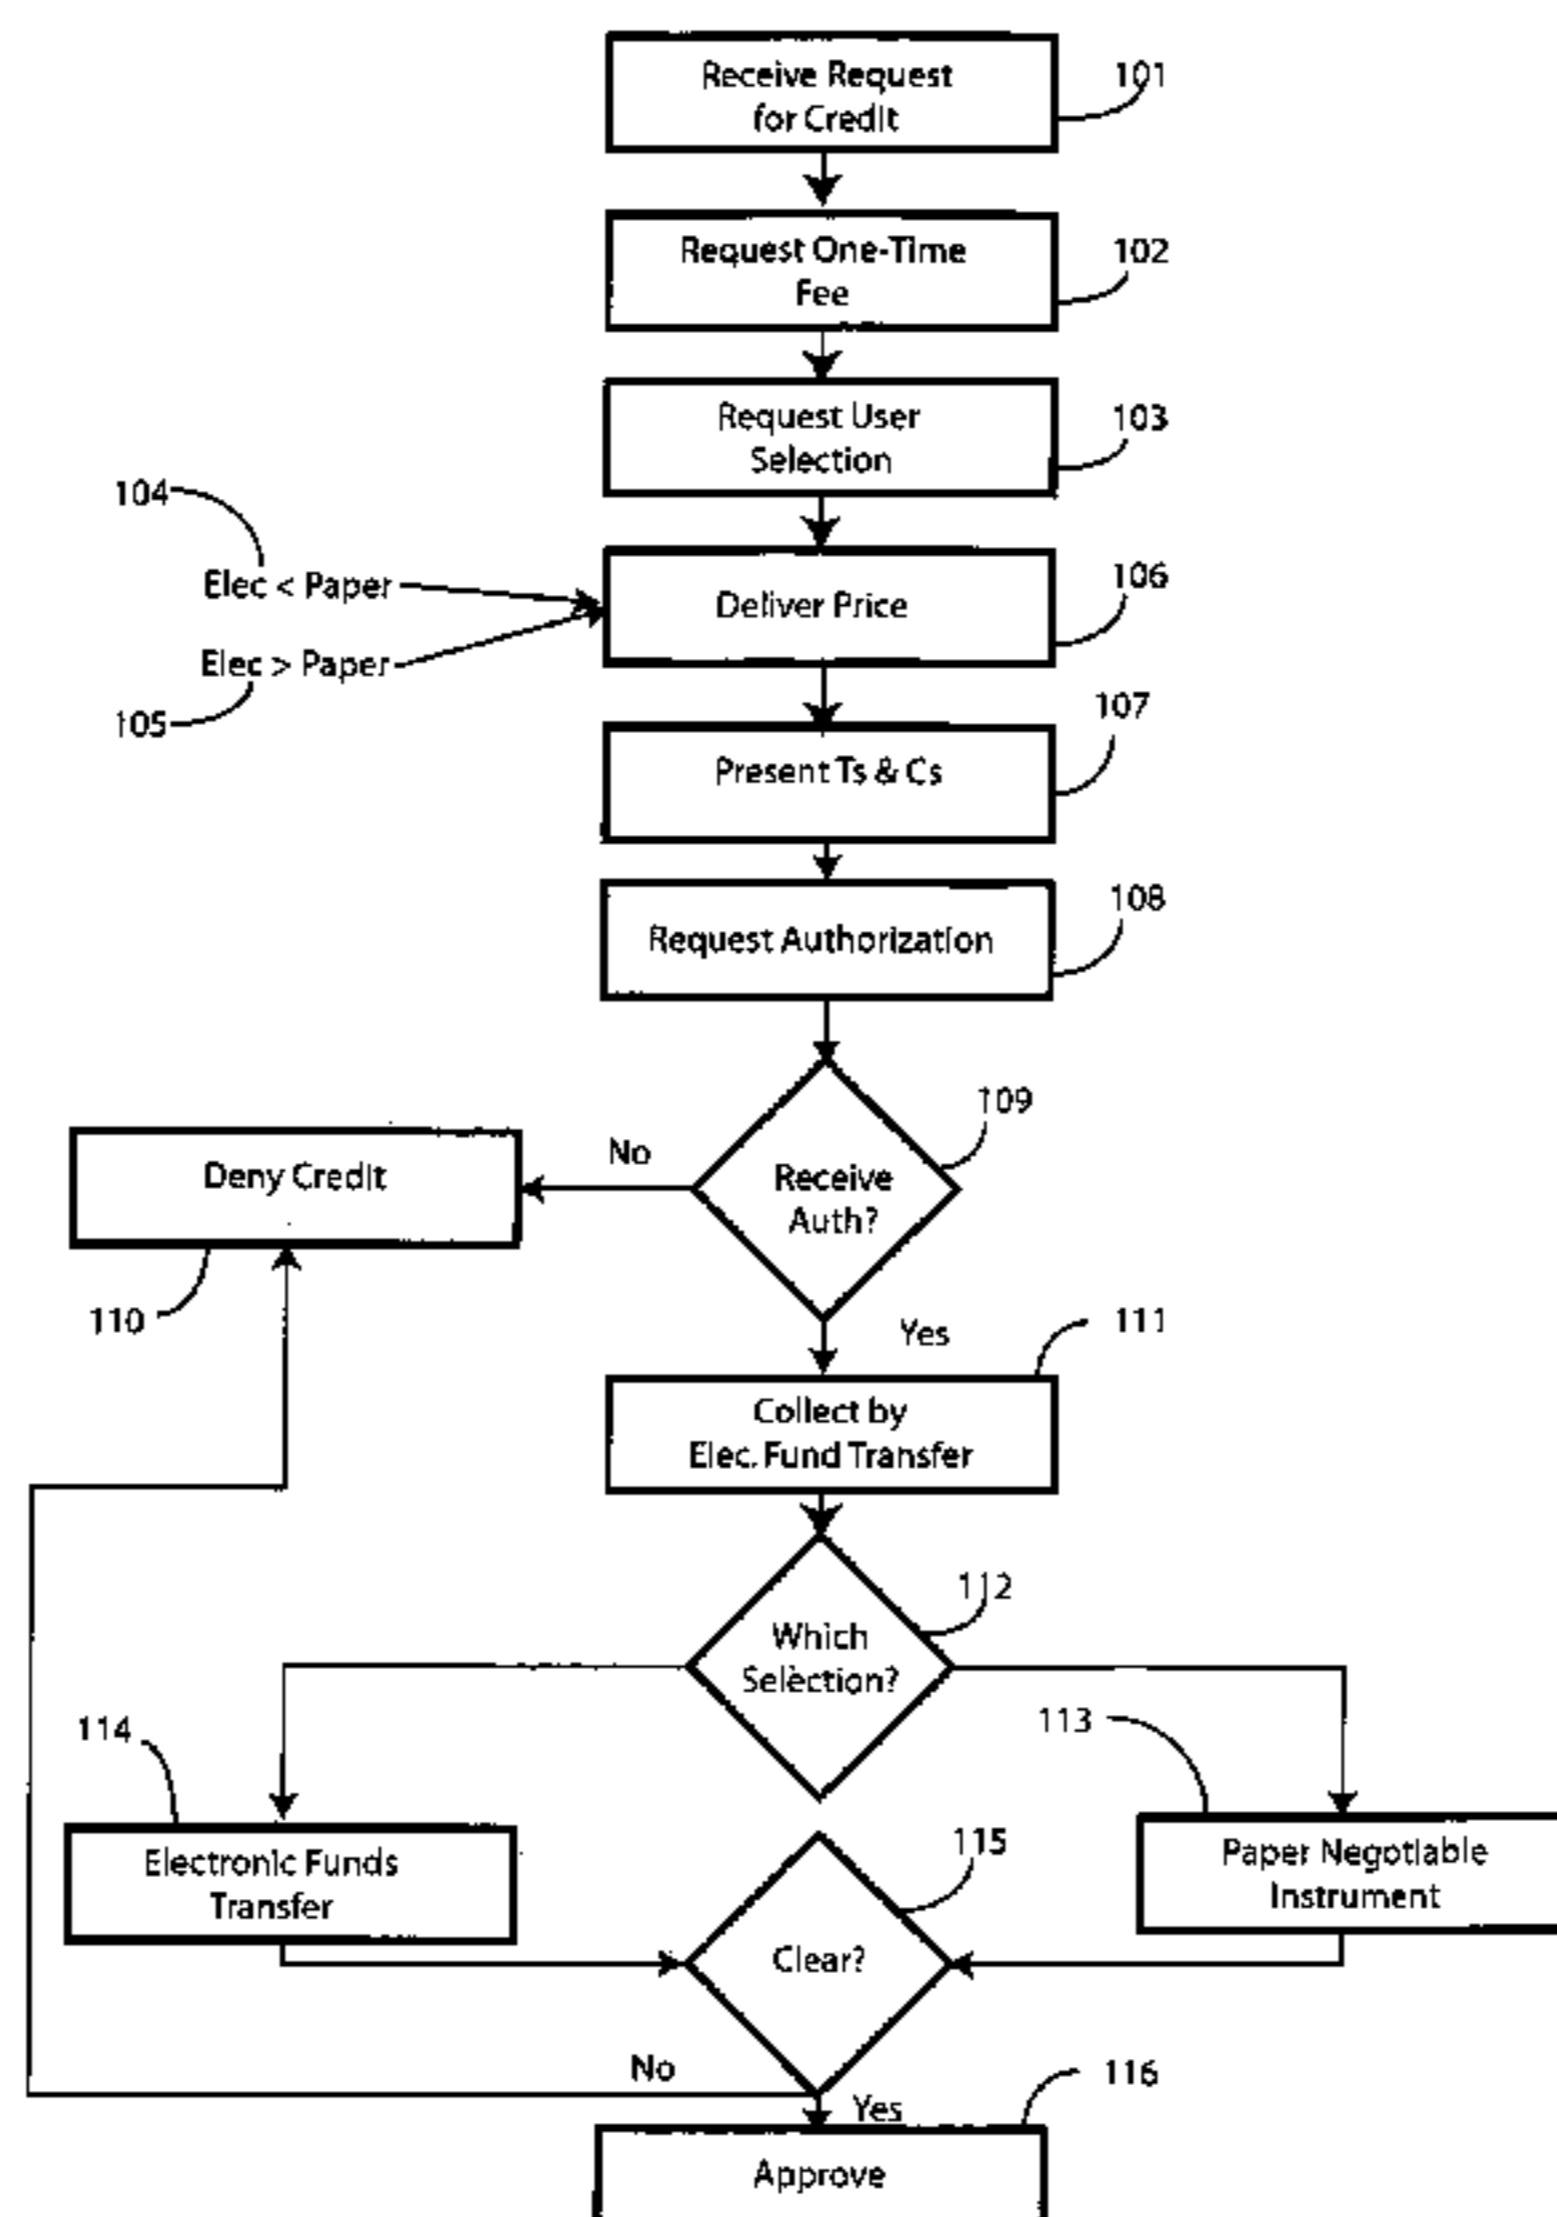 Receive Request
for Credit
101
Request One-Time
Fee
102
Request User
Selection
103
104
Elec < Paper
Elec > Paper
105
Deliver Price
106
Present Ts & Cs
107
Request Authorization
108
109
Receive
Auth?
No
Deny Credit
110
Yes
111
Collect by
Elec. Fund Transfer
112
Which
Selection?
114
113
Electronic Funds
Transfer
Paper Negotiable
Instrument
115
Clear?
No
Yes
116
Approve